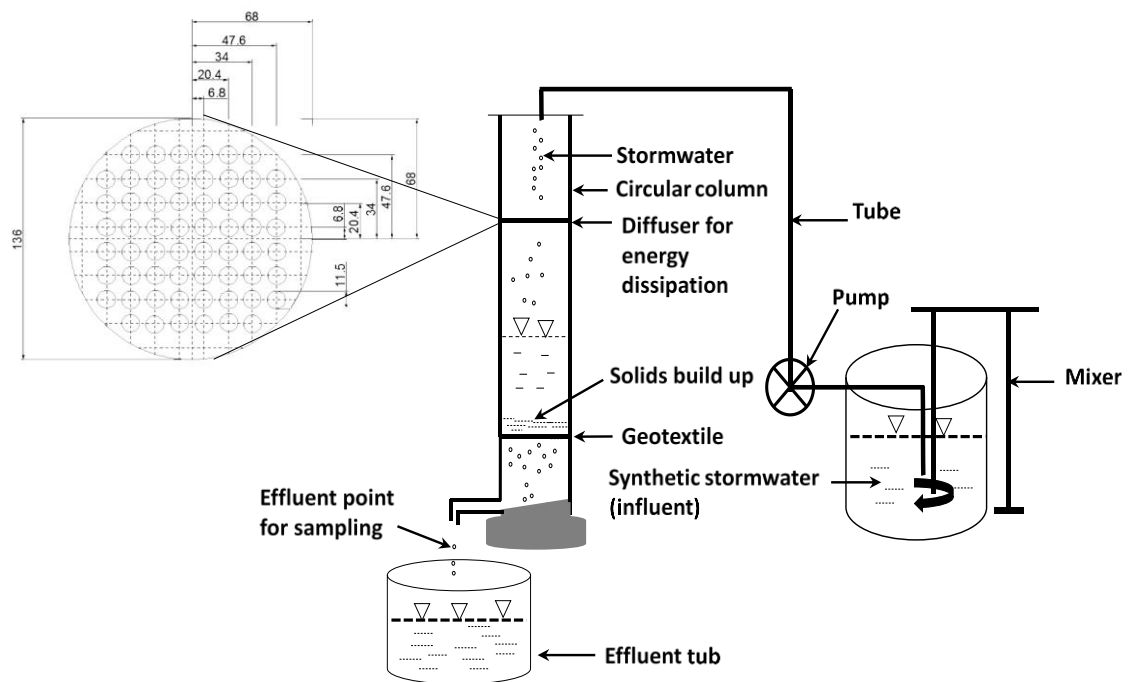 68
47.6
34
20.4
6.8
136
6.8
20.4
34
47.6
68
11.5
Stormwater
Circular column
Diffuser for
energy
dissipation
Tube
Pump
Mixer
Solids build up
Geotextile
Synthetic stormwater
(influent)
Effluent point
for sampling
Effluent tub